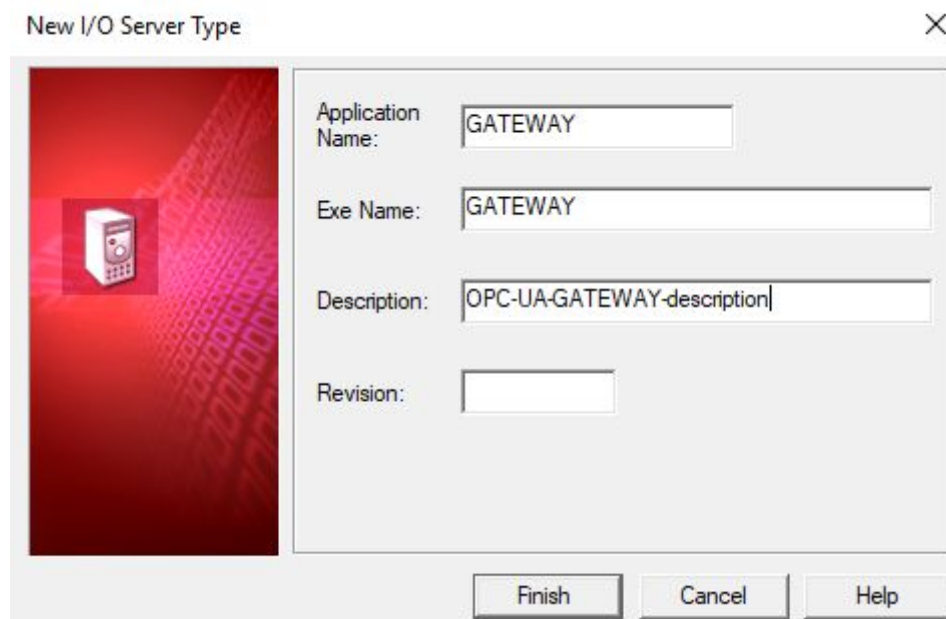 New I/O Server Type
Application
Name:
GATEWAY
Exe Name:
GATEWAY
Description:
OPC-UA-GATEWAY-description
Revision:
Finish
Cancel
Help